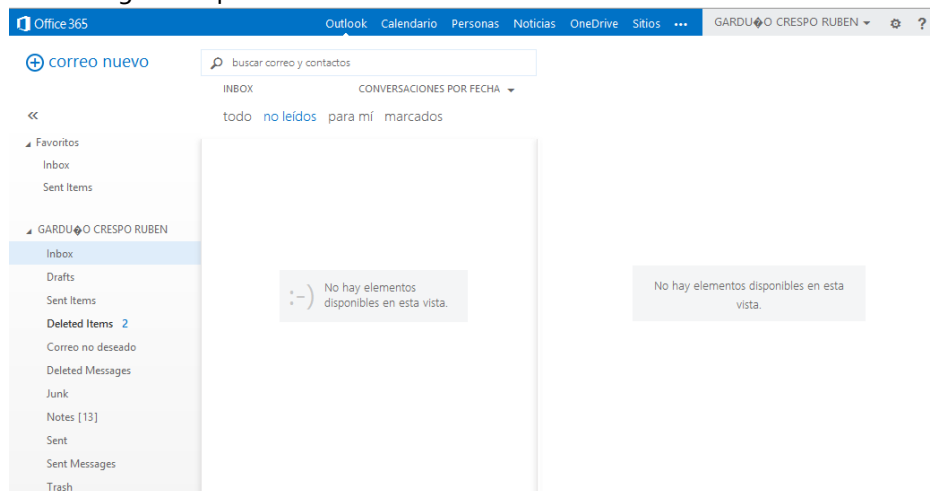 Office 365
Outlook Calendario Personas Noticias OneDrive Sitios ••• GARDU�O CRESPO RUBEN ?
correo nuevo
buscar correo y contactos
INBOX CONVERSACIONES POR FECHA
«
todo no leídos para mí marcados
Favoritos
Inbox
Sent Items
GARDU�O CRESPO RUBEN
Inbox
Drafts
Sent Items
Deleted Items 2
Correo no deseado
Deleted Messages
Junk
Notes [13]
Sent
Sent Messages
Trash
:-)
No hay elementos
disponibles en esta vista.
No hay elementos disponibles en esta
vista.